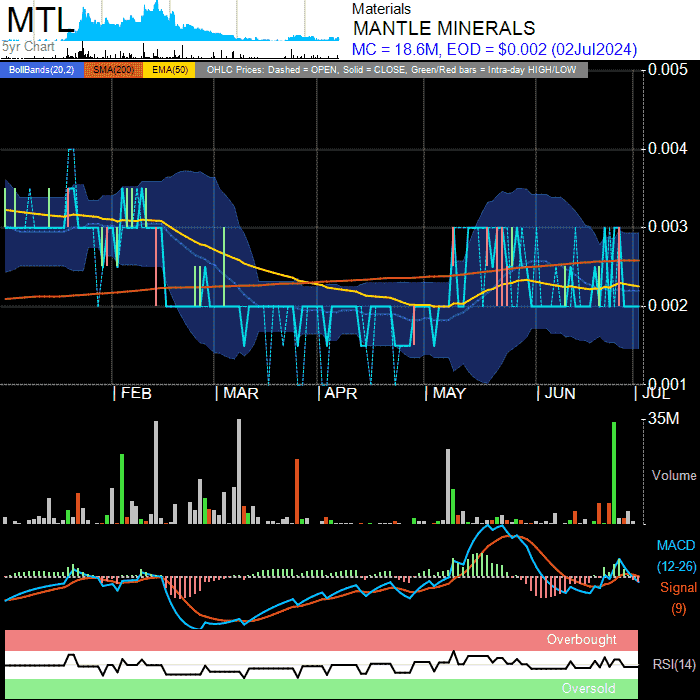 MTL
5yr Chart
Materials
MANTLE MINERALS
MC = 18.6M, EOD = $0.002 (02Jul2024)
BollBands(20,2) SMA(200) EMA(50) OHLC Prices: Dashed = OPEN, Solid = CLOSE, Green/Red bars = Intra-day HIGH/LOW
0.005
0.004
0.003
0.002
0.001
FEB MAR APR MAY JUN JUL
35M
Volume
MACD
(12-26)
Signal
(9)
Overbought
RSI(14)
Oversold